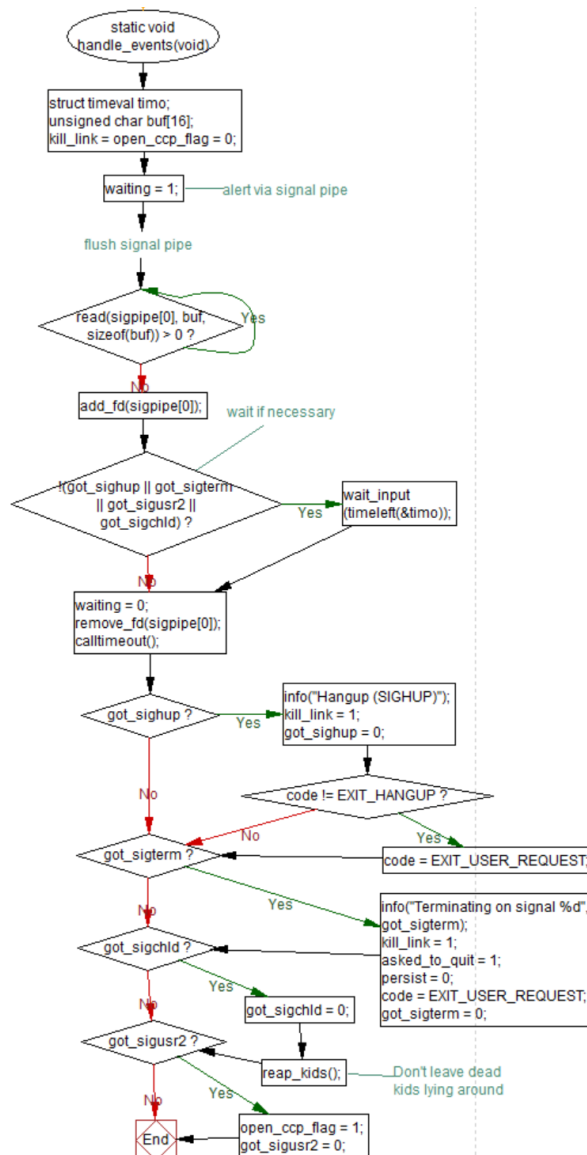 static void
handle_events(void)
struct timeval timo;
unsigned char buf[16];
kill_link = open_ccp_flag = 0;
waiting = 1;
alert via signal pipe
flush signal pipe
read(sigpipe[0], buf,
sizeof(buf)) > 0 ?
Yes
No
add_fd(sigpipe[0]);
wait if necessary
!(got_sighup || got_sigterm
|| got_sigusr2 ||
got_sigchld) ?
Yes
wait_input
(timeleft(&timo));
No
waiting = 0;
remove_fd(sigpipe[0]);
calltimeout();
got_sighup ?
Yes
info("Hangup (SIGHUP)");
kill_link = 1;
got_sighup = 0;
No
code != EXIT_HANGUP ?
No
Yes
got_sigterm ?
code = EXIT_USER_REQUEST;
Yes
No
info("Terminating on signal %d",
got_sigterm);
kill_link = 1;
asked_to_quit = 1;
persist = 0;
code = EXIT_USER_REQUEST;
got_sigterm = 0;
got_sigchld ?
Yes
No
got_sigchld = 0;
got_sigusr2 ?
reap_kids();
Don't leave dead
kids lying around
Yes
No
open_ccp_flag = 1;
got_sigusr2 = 0;
End